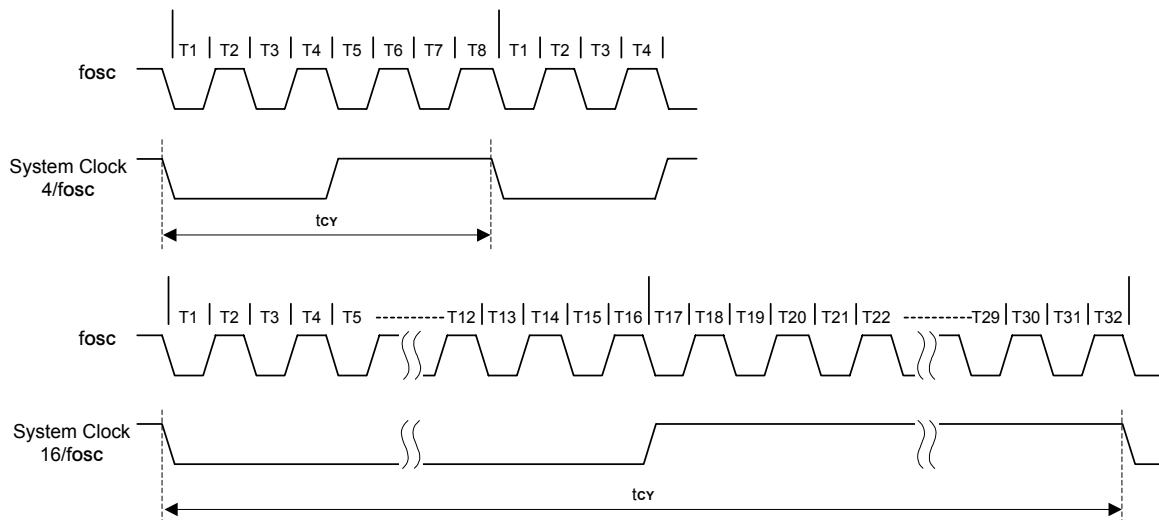 T1 T2 T3 T4 T5 T6 T7 T8 T1 T2 T3 T4
fosc
System Clock
4/fosc
tCY
T1 T2 T3 T4 T5 ---------- T12 T13 T14 T15 T16 T17 T18 T19 T20 T21 T22 ---------T29 T30 T31 T32
fosc
System Clock
16/fosc
tCY